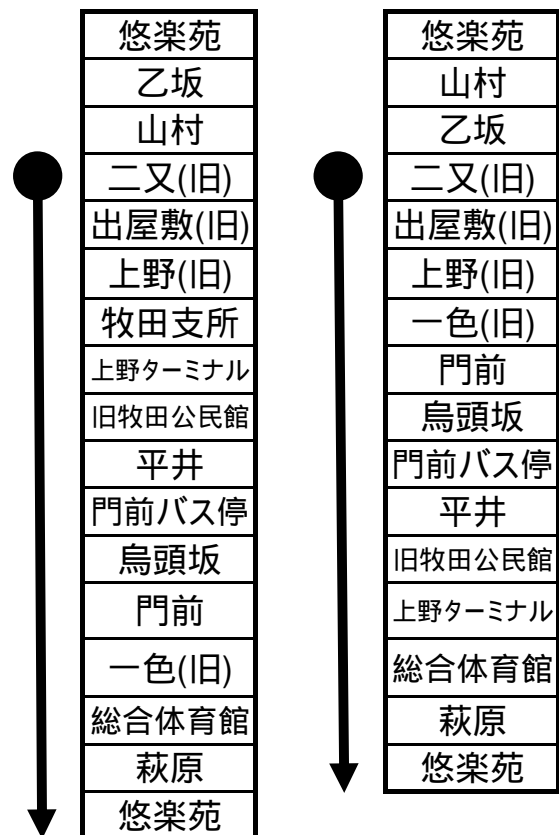 悠楽苑
乙坂
山村
二又(旧)
出屋敷(旧)
上野(旧)
牧田支所
上野ターミナル
旧牧田公民館
平井
門前バス停
烏頭坂
門前
一色(旧)
総合体育館
萩原
悠楽苑
悠楽苑
山村
乙坂
二又(旧)
出屋敷(旧)
上野(旧)
一色(旧)
門前
烏頭坂
門前バス停
平井
旧牧田公民館
上野ターミナル
総合体育館
萩原
悠楽苑